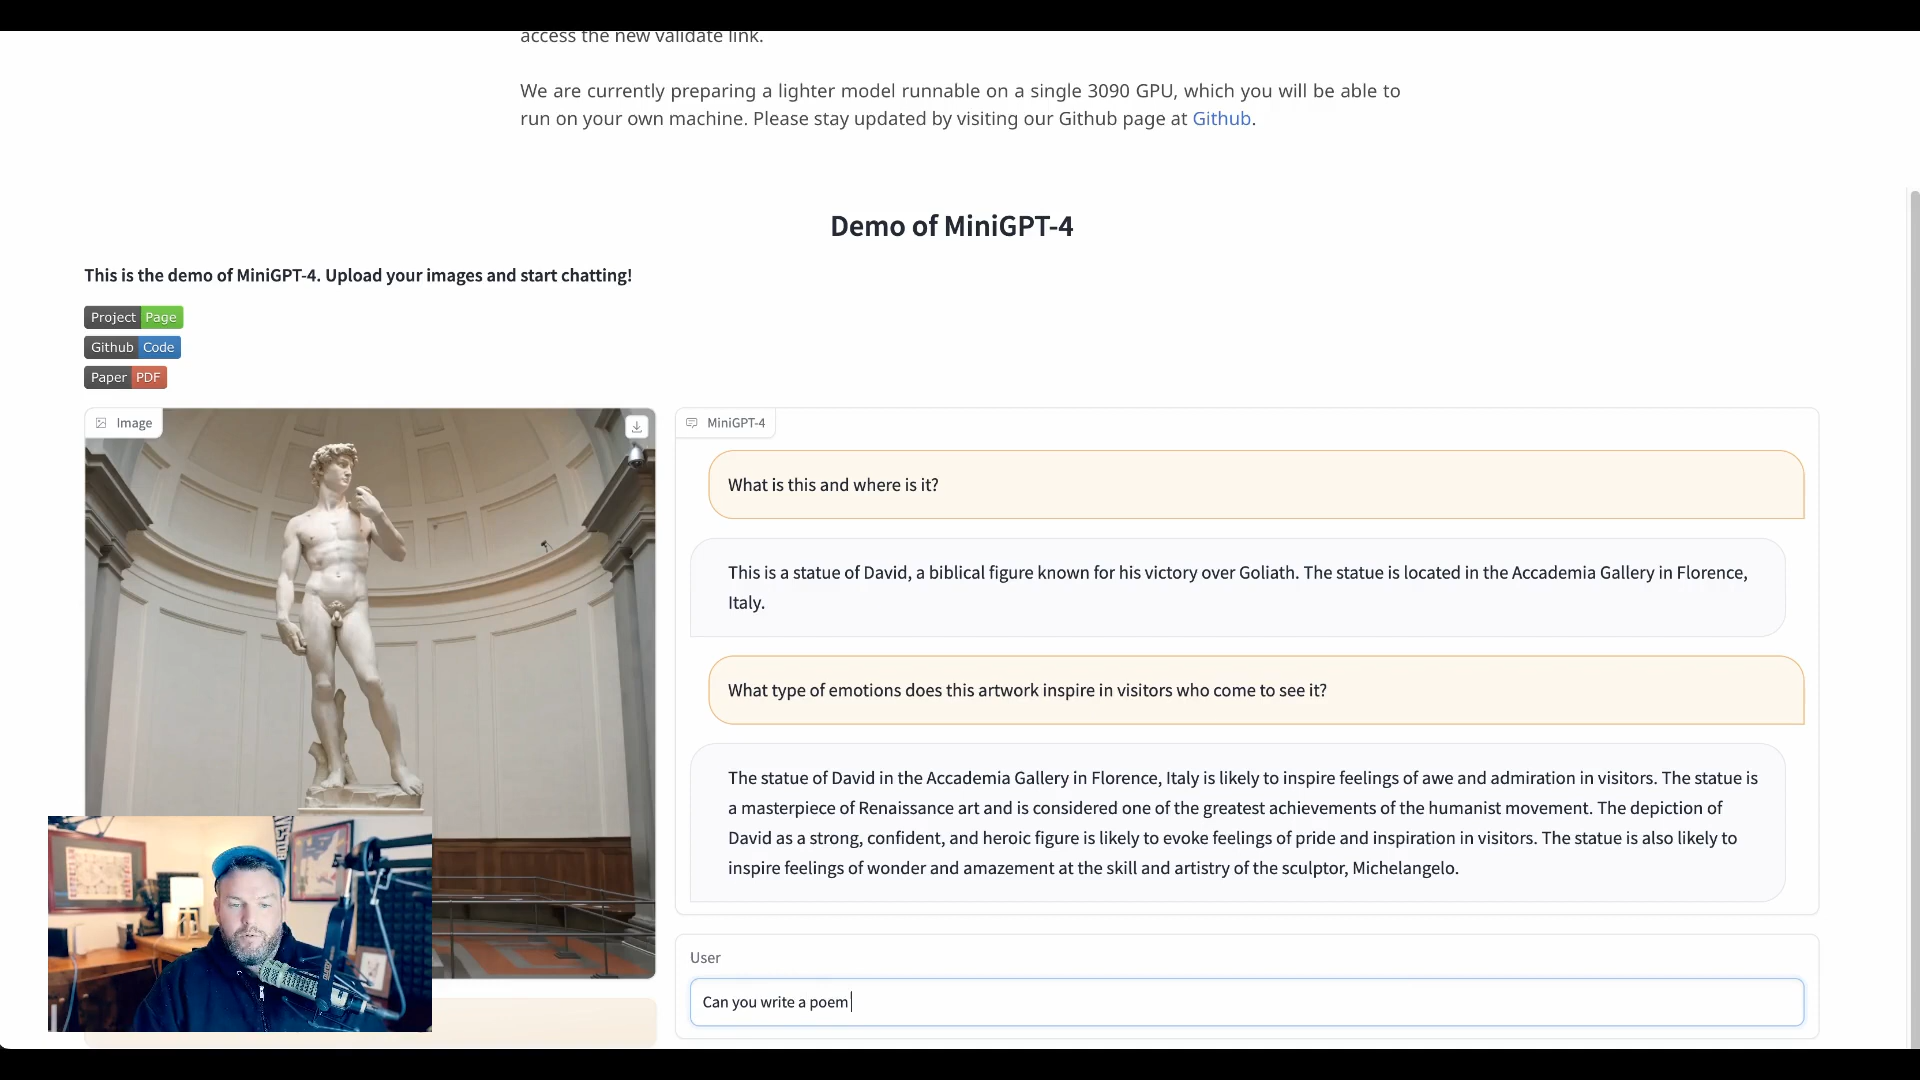 access the new validate link.
We are currently preparing a lighter model runnable on a single 3090 GPU, which you will be able to
run on your own machine. Please stay updated by visiting our Github page at Github.
Demo of MiniGPT-4
This is the demo of MiniGPT-4. Upload your images and start chatting!
Project Page
Github Code
Paper PDF
Image
MiniGPT-4
What is this and where is it?
This is a statue of David, a biblical figure known for his victory over Goliath. The statue is located in the Accademia Gallery in Florence,
Italy.
What type of emotions does this artwork inspire in visitors who come to see it?
The statue of David in the Accademia Gallery in Florence, Italy is likely to inspire feelings of awe and admiration in visitors. The statue is
a masterpiece of Renaissance art and is considered one of the greatest achievements of the humanist movement. The depiction of
David as a strong, confident, and heroic figure is likely to evoke feelings of pride and inspiration in visitors. The statue is also likely to
inspire feelings of wonder and amazement at the skill and artistry of the sculptor, Michelangelo.
User
Can you write a poem